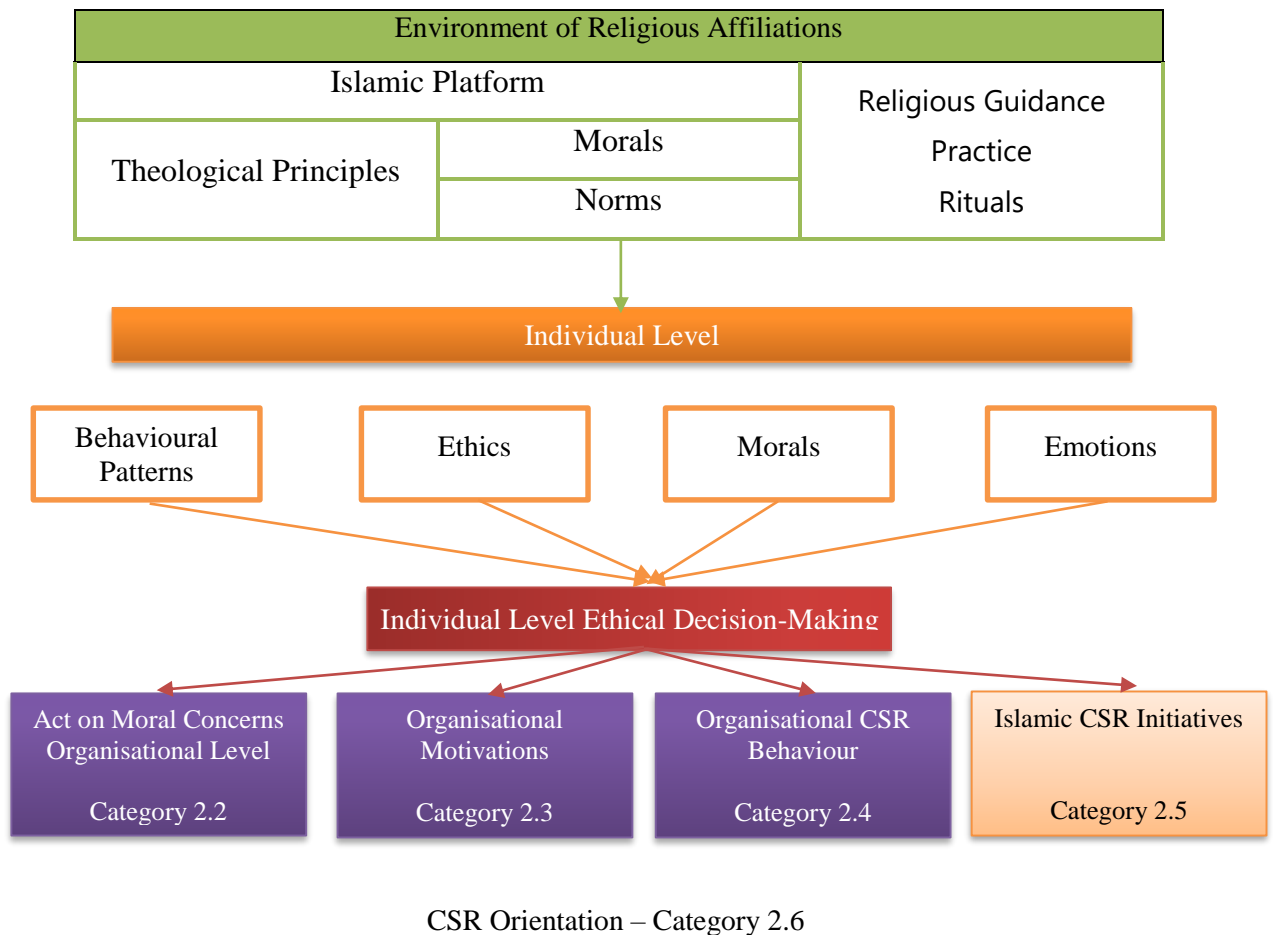 Environment of Religious Affiliations
Islamic Platform
Theological Principles
Morals
Norms
Religious Guidance
Practice
Rituals
Individual Level
Behavioural
Patterns
Ethics
Morals
Emotions
Individual Level Ethical Decision-Making
Act on Moral Concerns
Organisational Level
Category 2.2
Organisational
Motivations
Category 2.3
Organisational CSR
Behaviour
Category 2.4
Islamic CSR Initiatives
Category 2.5
CSR Orientation – Category 2.6